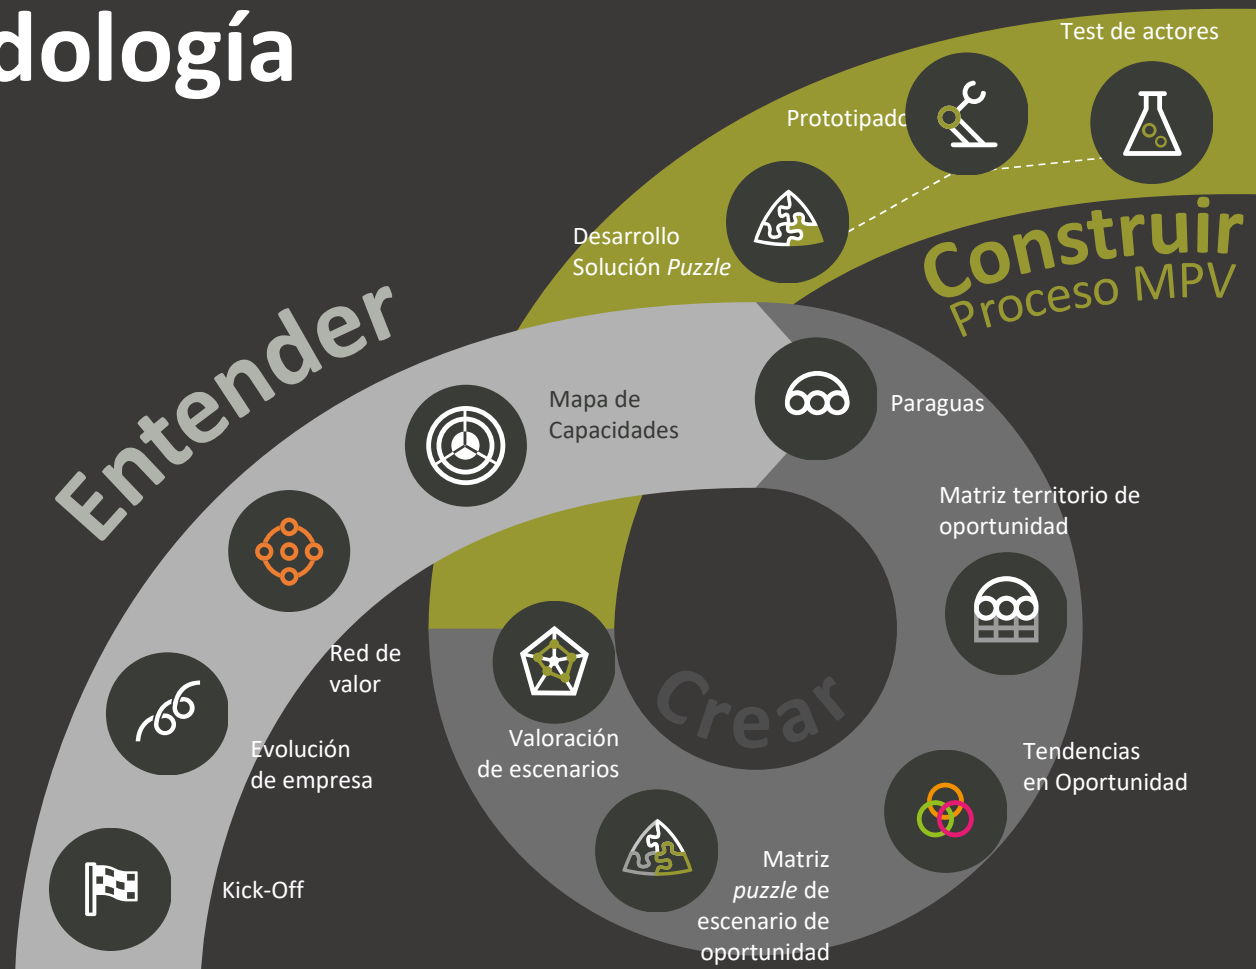 dología
Test de actores
Prototipado
Desarrollo
Solución Puzzle
Construir
Proceso MPV
Entender
Mapa de
Capacidades
Paraguas
Matriz territorio de
oportunidad
Red de
valor
Crear
Valoración
de escenarios
Evolución
de empresa
Tendencias
en Oportunidad
Matriz
puzzle de
escenario de
oportunidad
Kick-Off